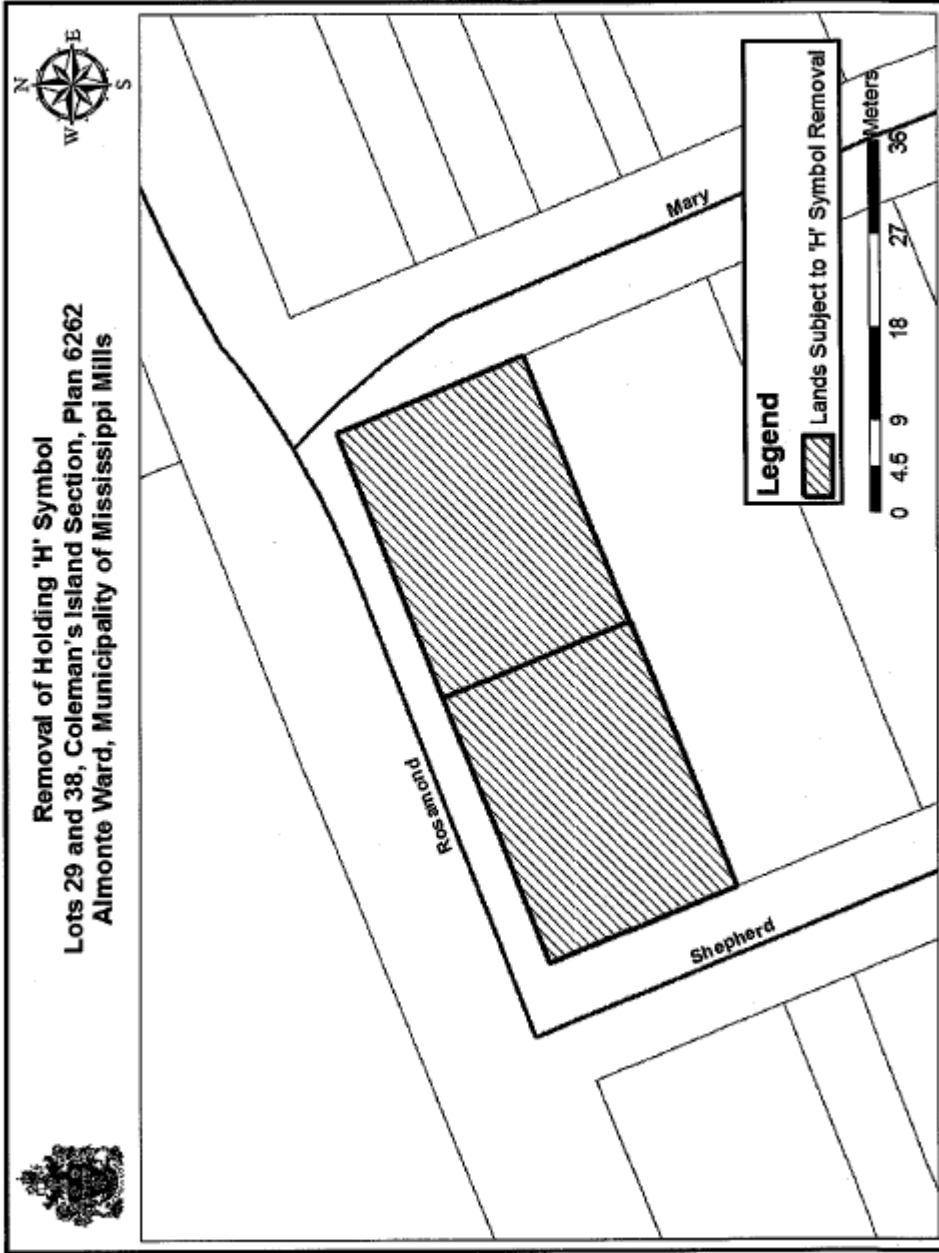 Removal of Holding 'H' Symbol
Lots 29 and 38, Coleman's Island Section, Plan 6262
Almonte Ward, Municipality of Mississippi Mills
N
W
E
S
Rosamond
Mary
Shepherd
Legend
Lands Subject to 'H' Symbol Removal
Meters
0 4.5 9 18 27 36